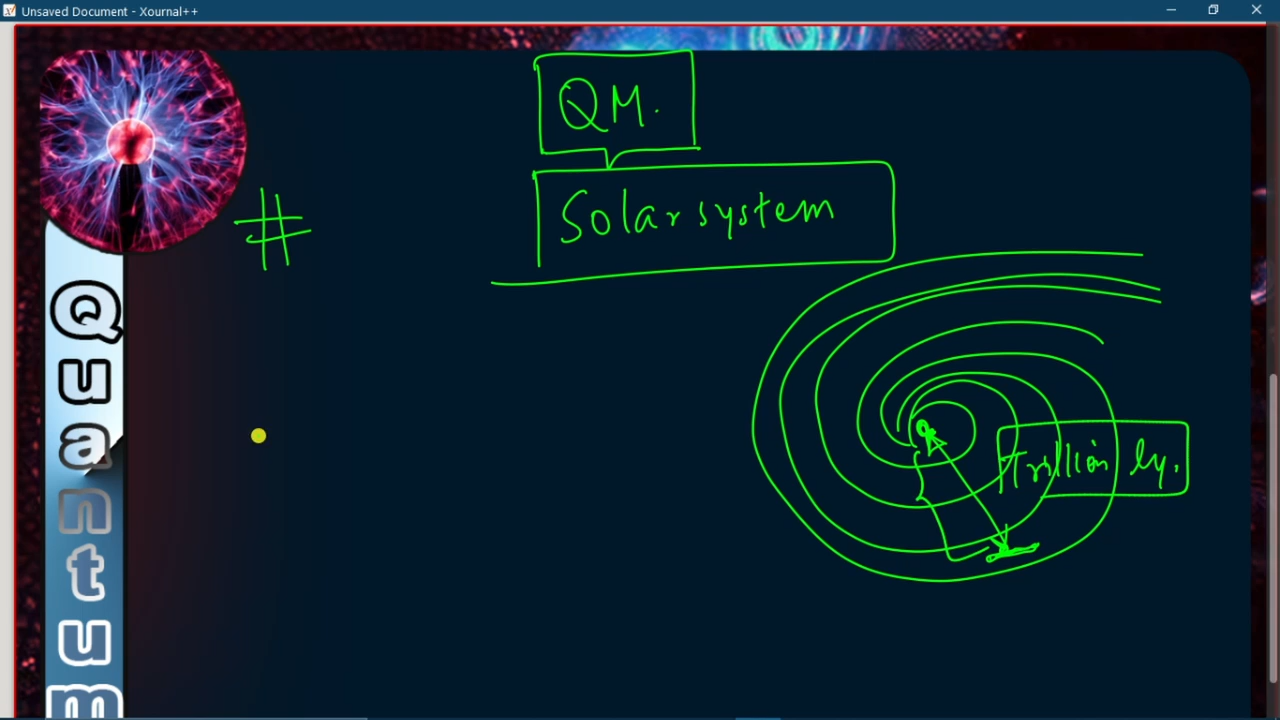 Unsaved Document - Xournal++
QM.
Solar system
#
Trillion ly.
Quantum